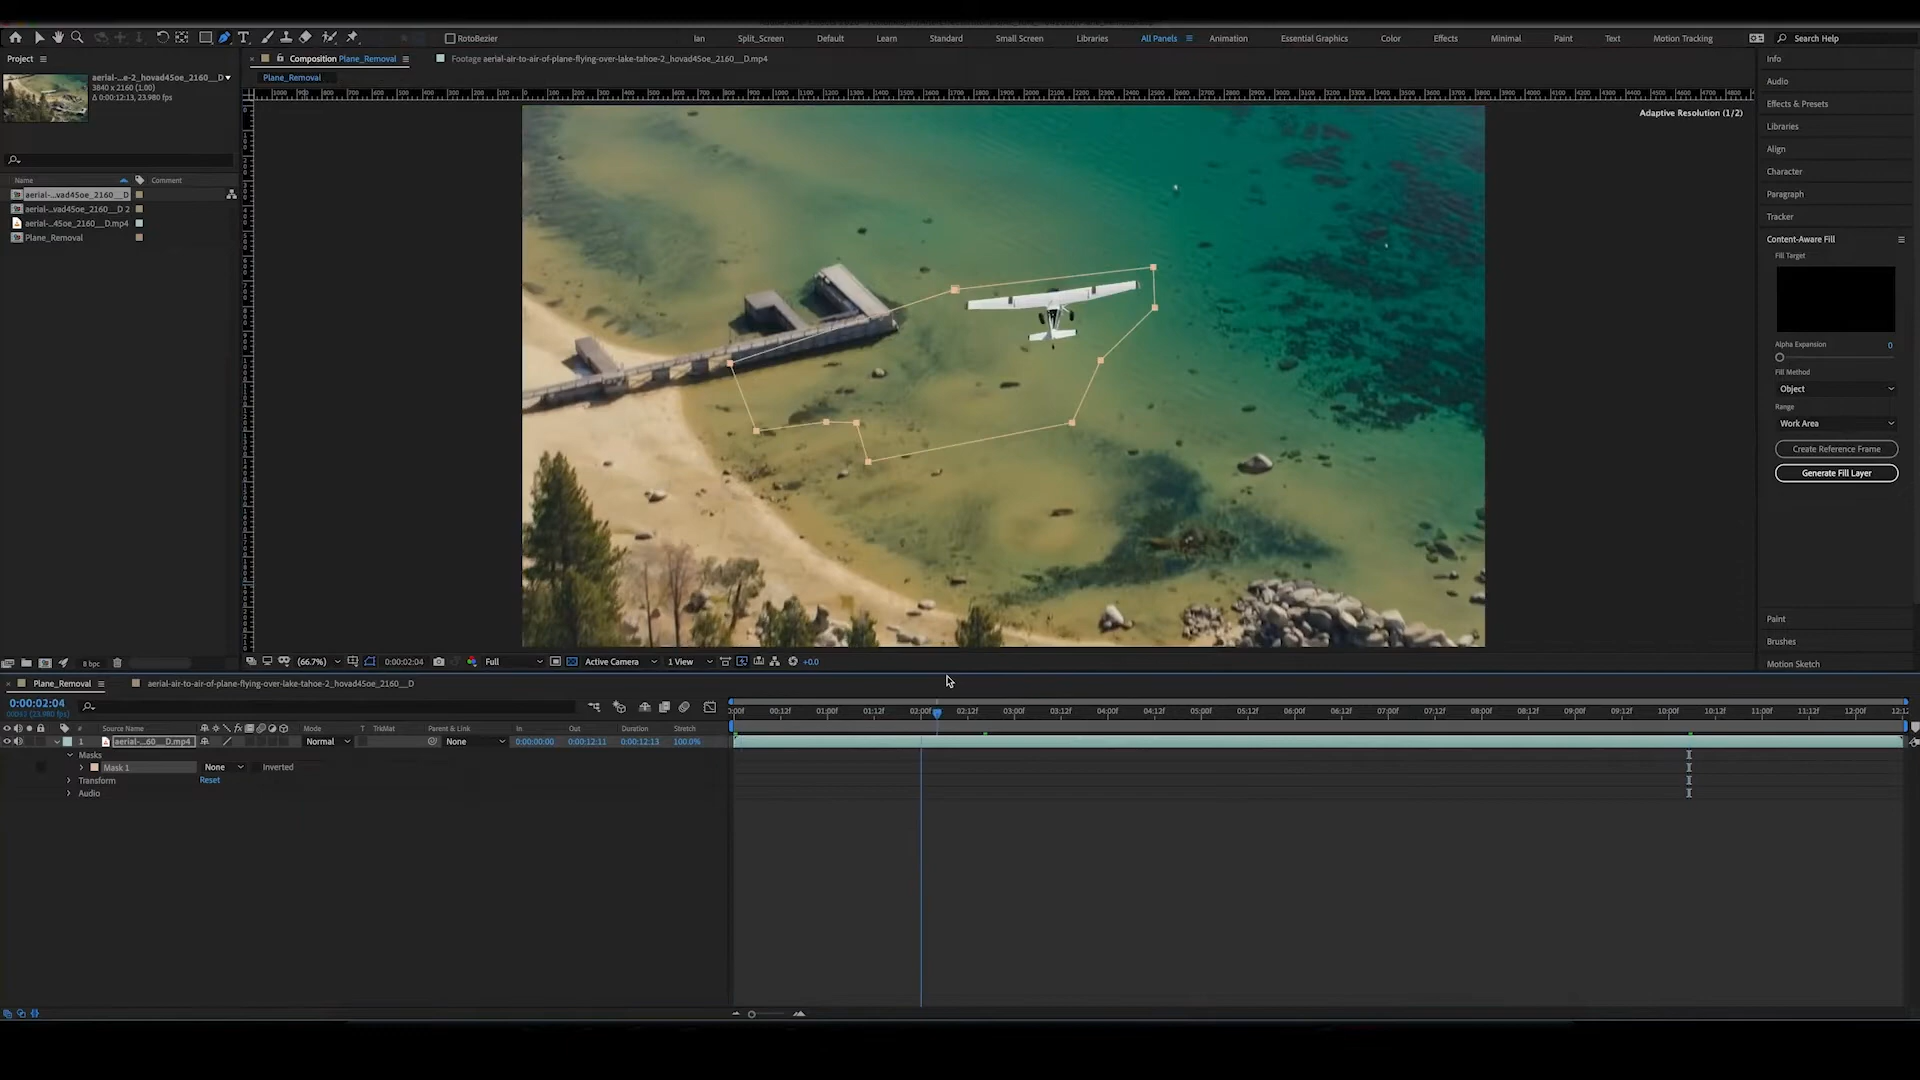 RotoBezier
Ian
Split_Screen
Default
Learn
Standard
Small Screen
Libraries
All Panels
Animation
Essential Graphics
Color
Effects
Minimal
Paint
Text
Motion Tracking
Search Help
Project
Composition Plane_Removal
Footage aerial-air-to-air-of-plane-flying-over-lake-tahoe-2_hovad45oe_2160__D.mp4
Info
aerial-...e-2_hovad45oe_2160__D
3840 x 2160 (1.00)
Δ 0:00:12:13, 23.980 fps
Plane_Removal
Adaptive Resolution (1/2)
Audio
Effects & Presets
Libraries
Align
Character
Paragraph
Tracker
Content-Aware Fill
Fill Target
Alpha Expansion 0
Fill Method
Object
Range
Work Area
Create Reference Frame
Generate Fill Layer
Paint
Brushes
Motion Sketch
Name Comment
aerial-...vad45oe_2160__D
aerial-...vad45oe_2160__D 2
aerial-...45oe_2160__D.mp4
Plane_Removal
8 bpc
(66.7%)
0:00:02:04
Full
Active Camera
1 View
+0.0
Plane_Removal
aerial-air-to-air-of-plane-flying-over-lake-tahoe-2_hovad45oe_2160__D
0:00:02:04
:00f 00:12f 01:00f 01:12f 02:00f 02:12f 03:00f 03:12f 04:00f 04:12f 05:00f 05:12f 06:00f 06:12f 07:00f 07:12f 08:00f 08:12f 09:00f 09:12f 10:00f 10:12f 11:00f 11:12f 12:00f
# Source Name Mode T TrkMat Parent & Link In Out Duration Stretch
1 aerial-...60__D.mp4 Normal None 0:00:00:00 0:00:12:11 0:00:12:13 100.0%
Masks
Mask 1 None Inverted
Transform Reset
Audio